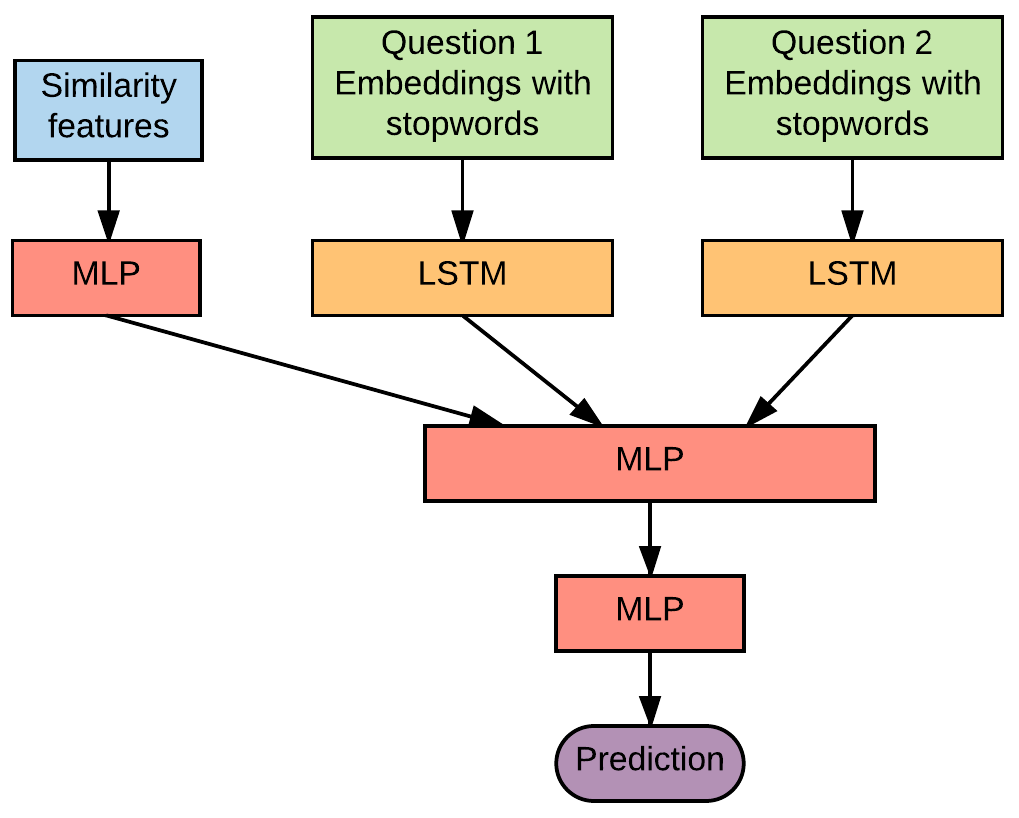 Similarity
features
Question 1
Embeddings with
stopwords
Question 2
Embeddings with
stopwords
MLP
LSTM
LSTM
MLP
MLP
Prediction